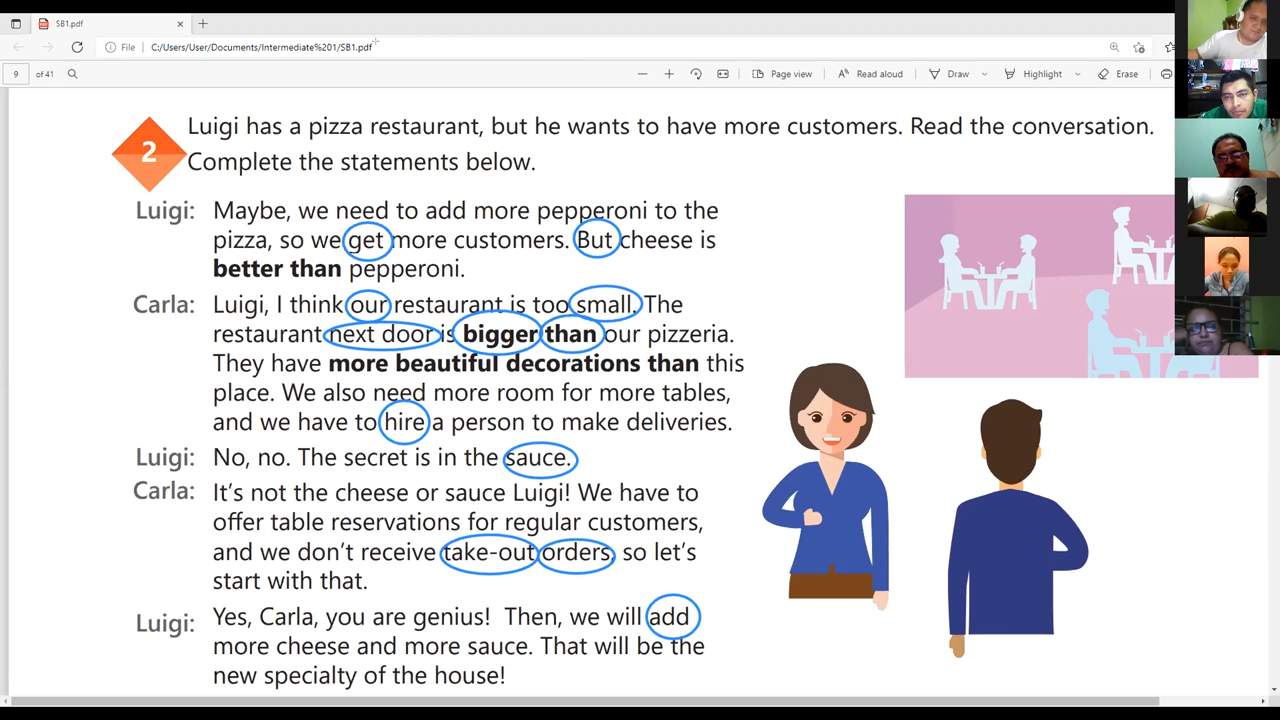 SB1.pdf
File
C:/Users/User/Documents/Intermediate%201/SB1.pdf
9 of 41
Page view
Read aloud
Draw
Highlight
Erase
2
Luigi has a pizza restaurant, but he wants to have more customers. Read the conversation.
Complete the statements below.
Luigi: Maybe, we need to add more pepperoni to the
pizza, so we get more customers. But cheese is
better than pepperoni.
Carla: Luigi, I think our restaurant is too small. The
restaurant next door is bigger than our pizzeria.
They have more beautiful decorations than this
place. We also need more room for more tables,
and we have to hire a person to make deliveries.
Luigi: No, no. The secret is in the sauce.
Carla: It's not the cheese or sauce Luigi! We have to
offer table reservations for regular customers,
and we don't receive take-out orders, so let's
start with that.
Luigi: Yes, Carla, you are genius! Then, we will add
more cheese and more sauce. That will be the
new specialty of the house!